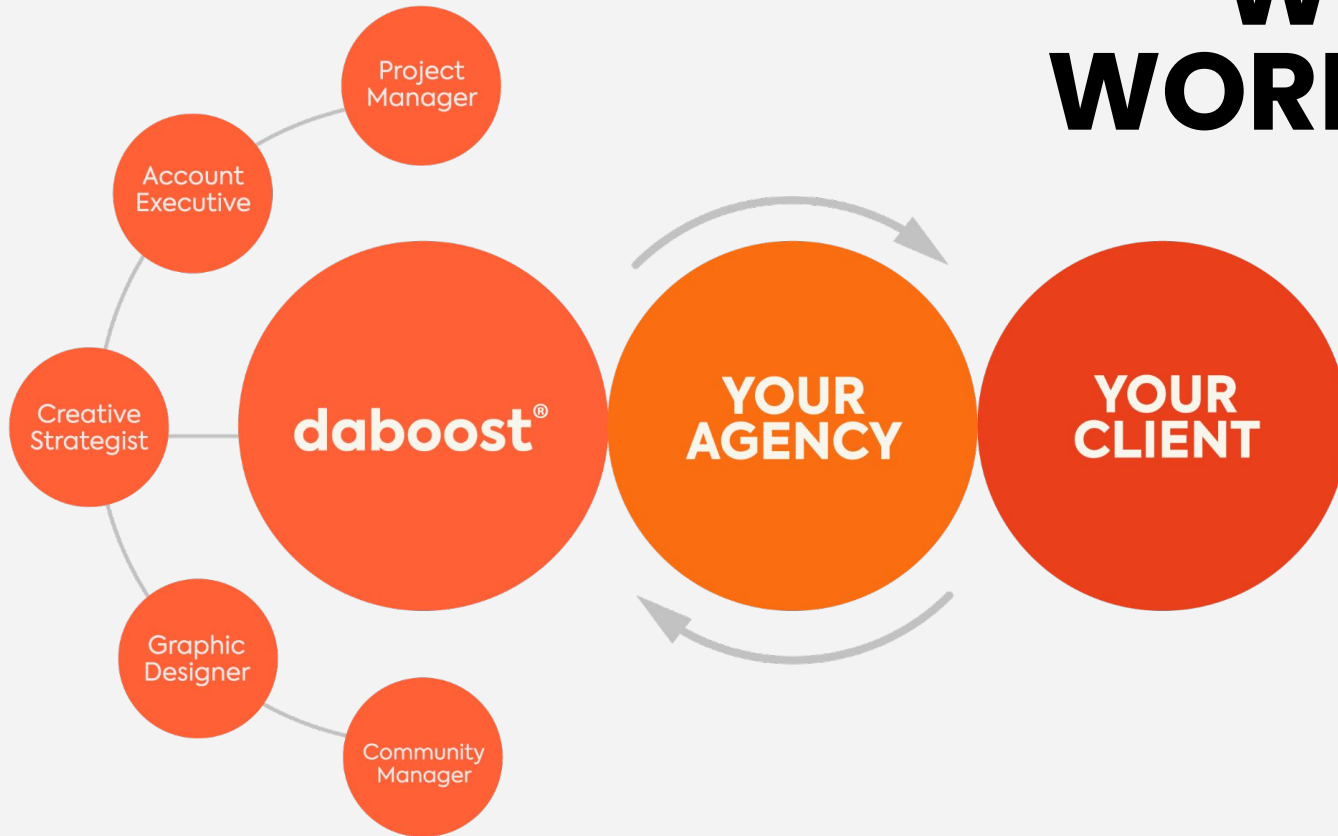 Project
Manager
Account
Executive
Creative
Strategist
Graphic
Designer
Community
Manager
daboost®
YOUR
AGENCY
YOUR
CLIENT